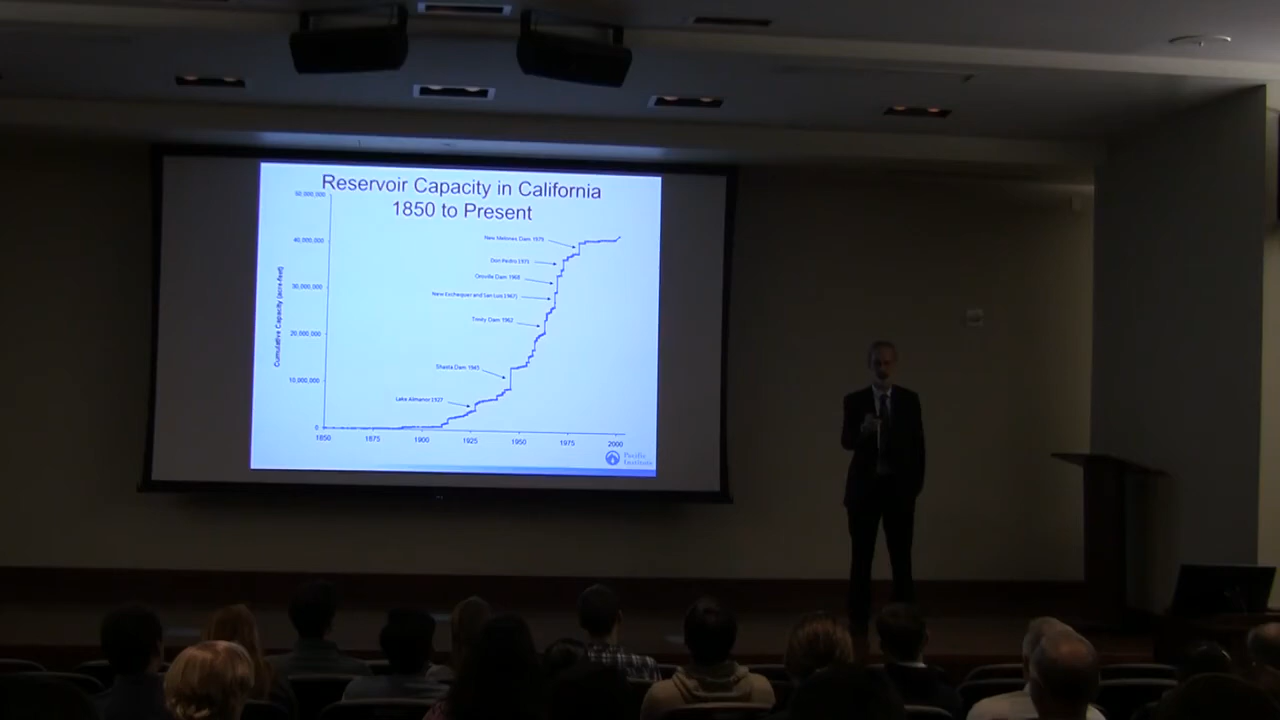 Reservoir Capacity in California
1850 to Present
Cumulative Capacity (acre-feet)
50,000,000
40,000,000
30,000,000
20,000,000
10,000,000
0
New Melones Dam 1979
Don Pedro 1971
Oroville Dam 1968
New Exchequer and San Luis 1967
Trinity Dam 1962
Shasta Dam 1945
Lake Almanor 1927
1850 1875 1900 1925 1950 1975 2000
Pacific
Institute